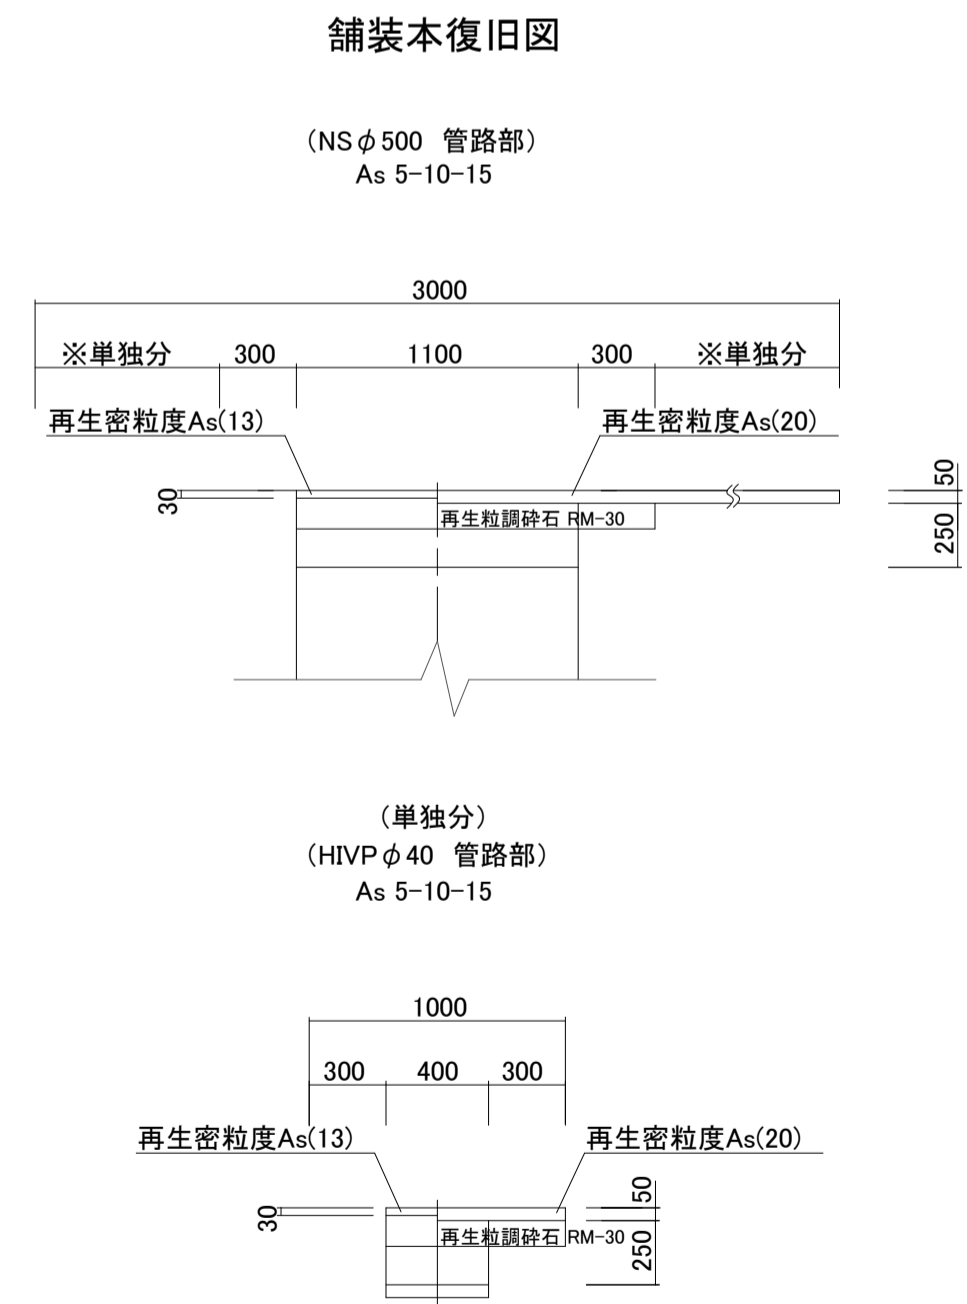 舗装本復旧図
（NSφ500 管路部）
As 5-10-15
3000
※単独分 300 1100 300 ※単独分
再生密粒度As(13) 再生密粒度As(20)
30
50
再生粒調砕石 RM-30
250
（単独分）
（HIVPφ40 管路部）
As 5-10-15
1000
300 400 300
再生密粒度As(13) 再生密粒度As(20)
30
50
再生粒調砕石 RM-30
250